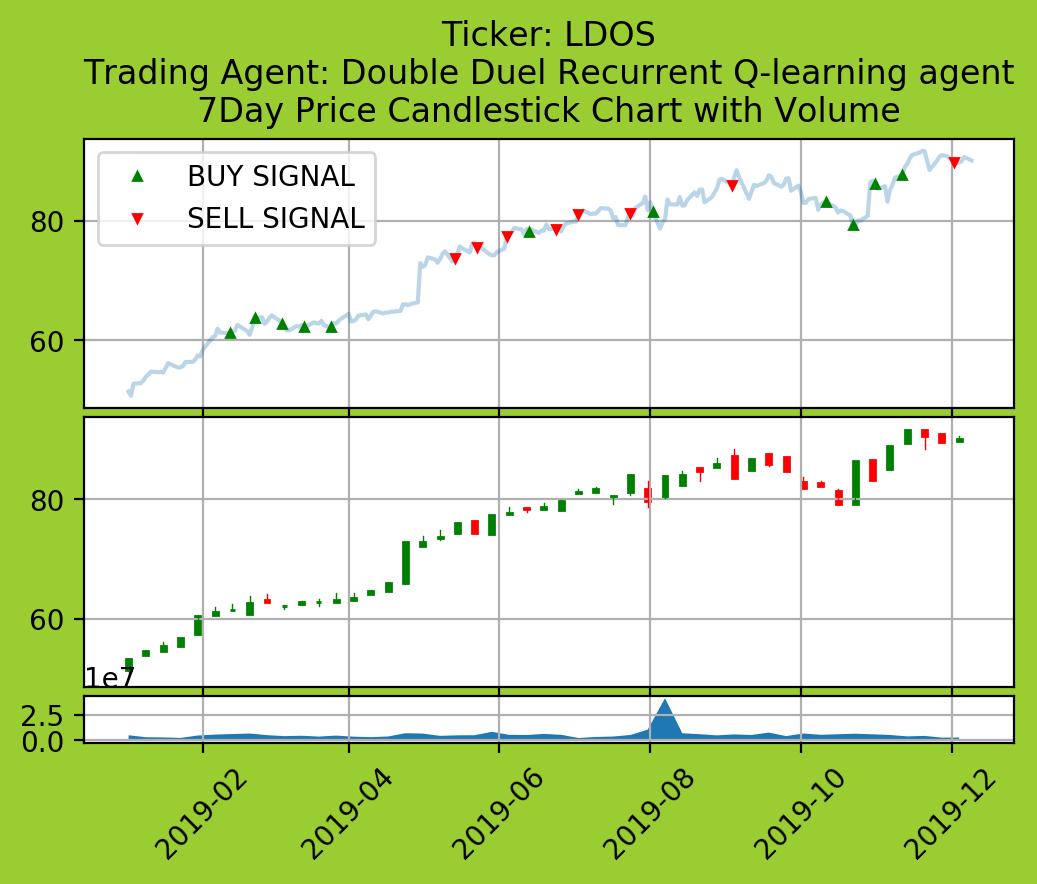 Ticker: LDOS
Trading Agent: Double Duel Recurrent Q-learning agent
7Day Price Candlestick Chart with Volume
BUY SIGNAL
SELL SIGNAL
80
60
80
60
1e7
2.5
0.0
2019-02
2019-04
2019-06
2019-08
2019-10
2019-12